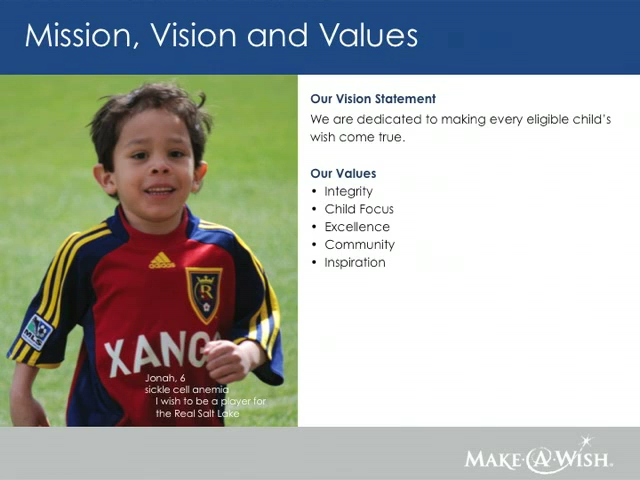 Mission, Vision and Values
Our Vision Statement
We are dedicated to making every eligible child's
wish come true.
Our Values
• Integrity
• Child Focus
• Excellence
• Community
• Inspiration
XANG
Jonah, 6
sickle cell anemia
I wish to be a player for
the Real Salt Lake
MAKE·A·WISH®